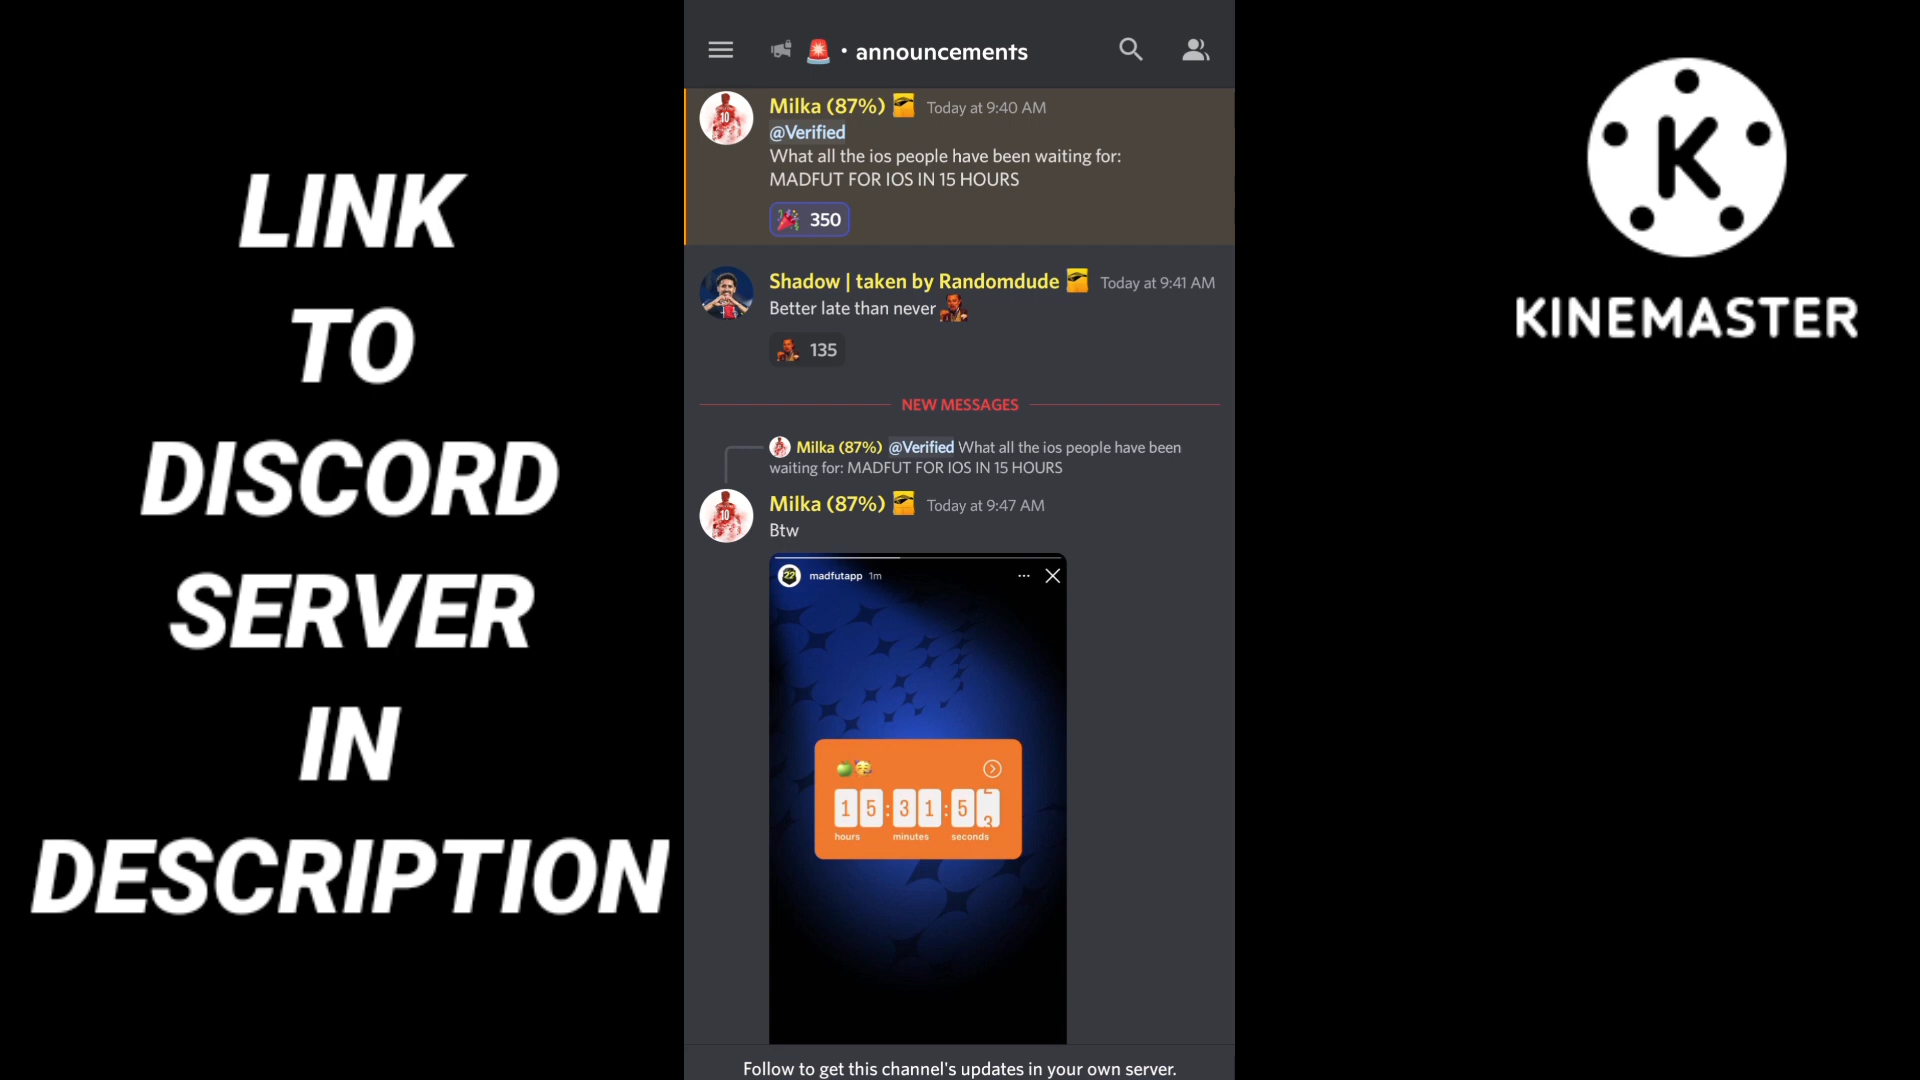 LINK
TO
DISCORD
SERVER
IN
DESCRIPTION
• announcements
Milka (87%) Today at 9:40 AM
@Verified
What all the ios people have been waiting for:
MADFUT FOR IOS IN 15 HOURS
350
Shadow | taken by Randomdude Today at 9:41 AM
Better late than never
135
NEW MESSAGES
Milka (87%) @Verified What all the ios people have been
waiting for: MADFUT FOR IOS IN 15 HOURS
Milka (87%) Today at 9:47 AM
Btw
22 madfutapp 1m
15:31:5
hours minutes seconds
Follow to get this channel's updates in your own server.
K
KINEMASTER